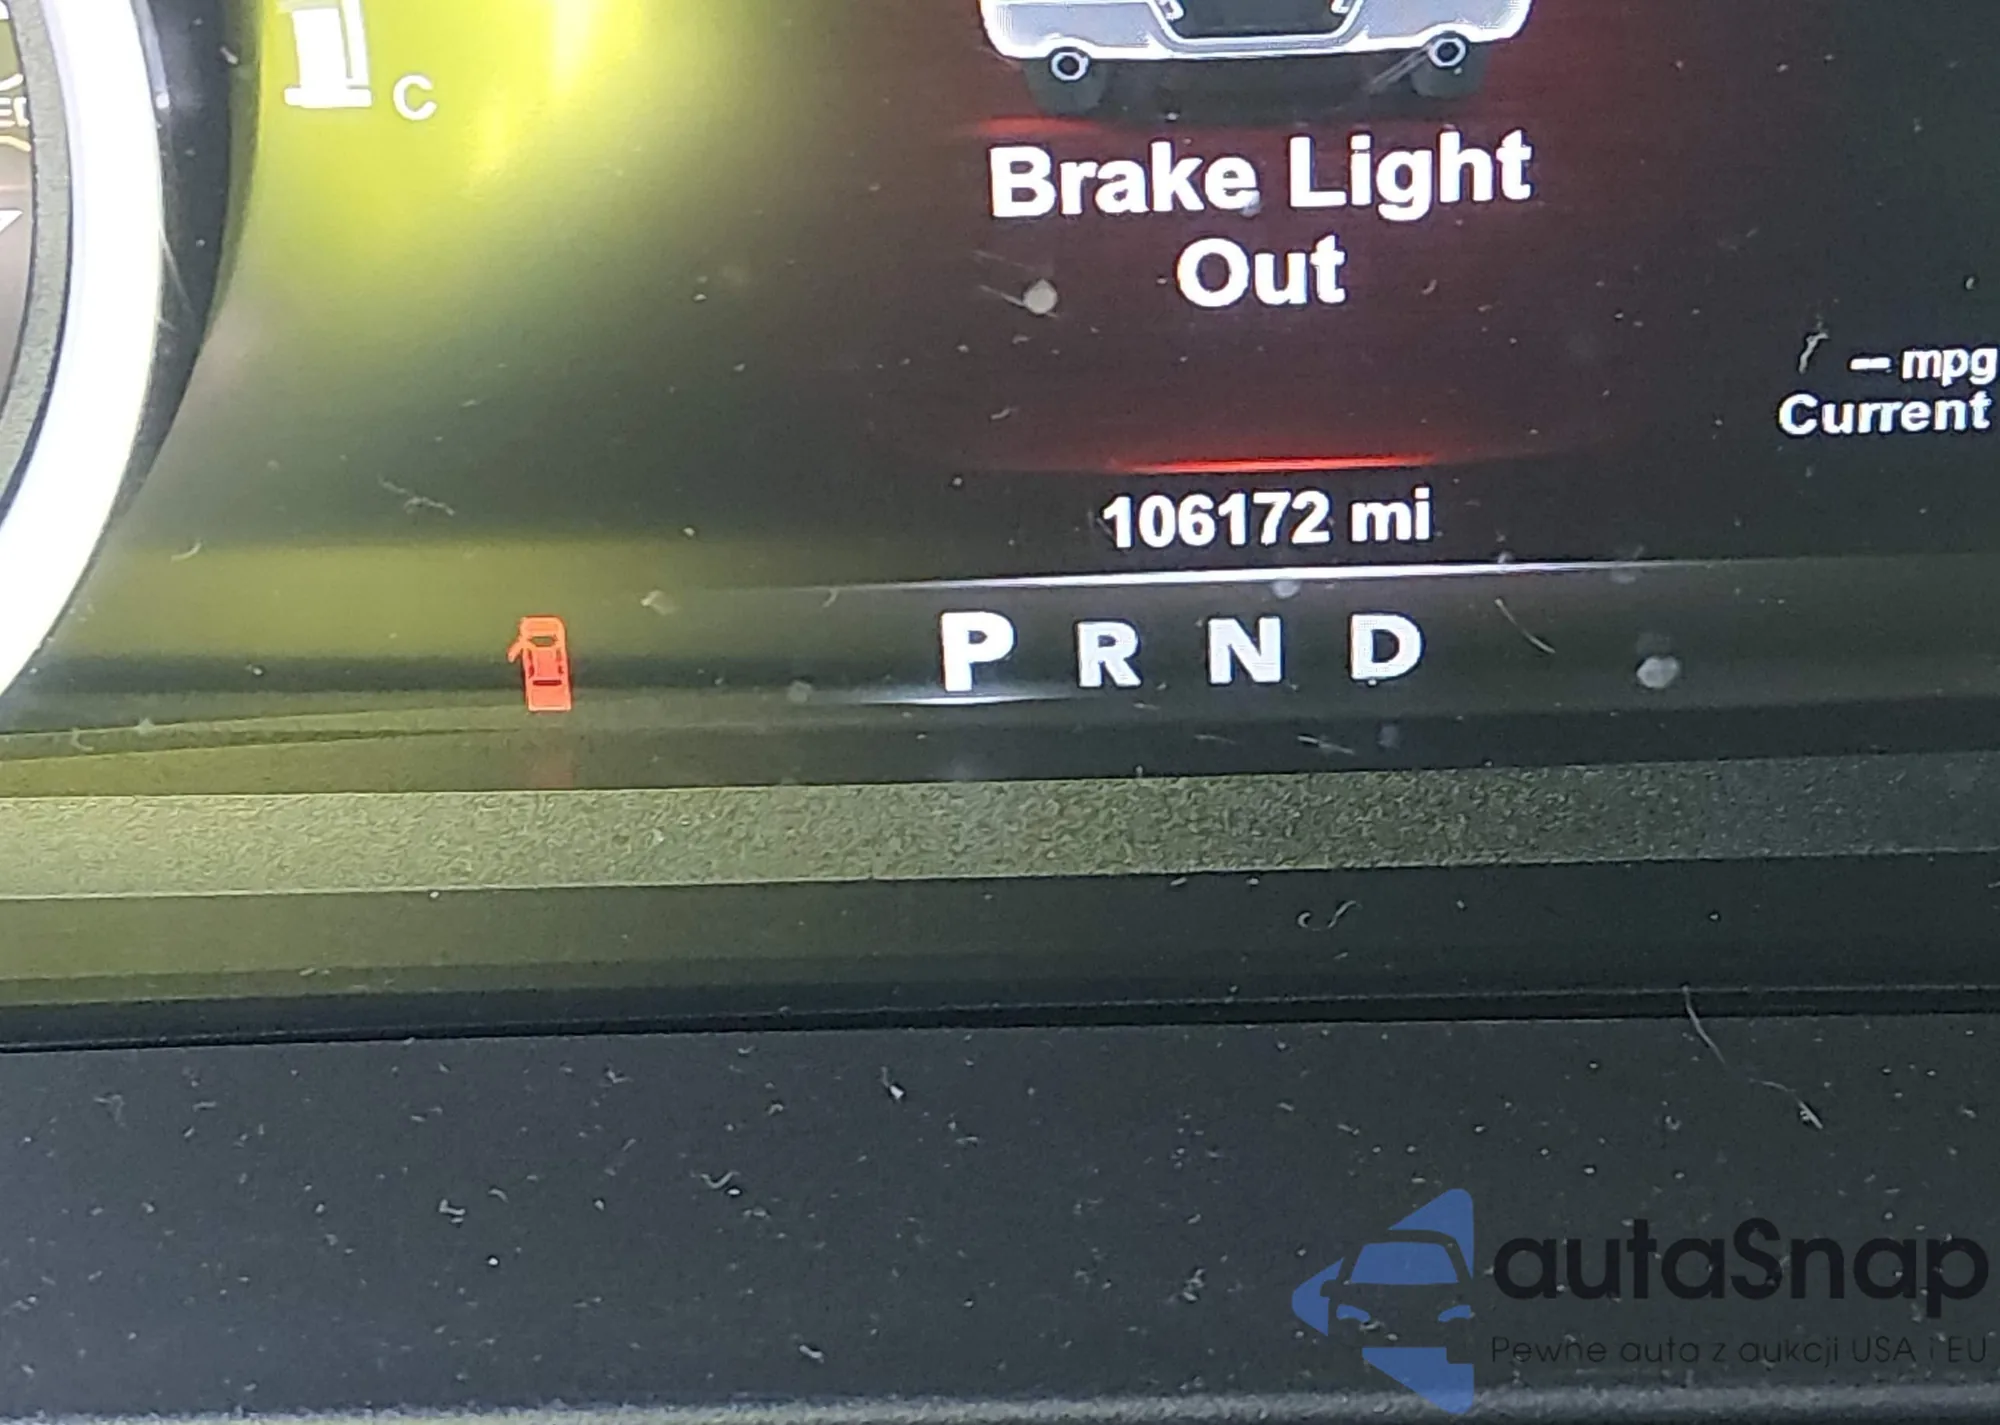 C
Brake Light
Out
– mpg
Current
106172 mi
P R N D
autaSnap
Pewne auta z aukcji USA i EU